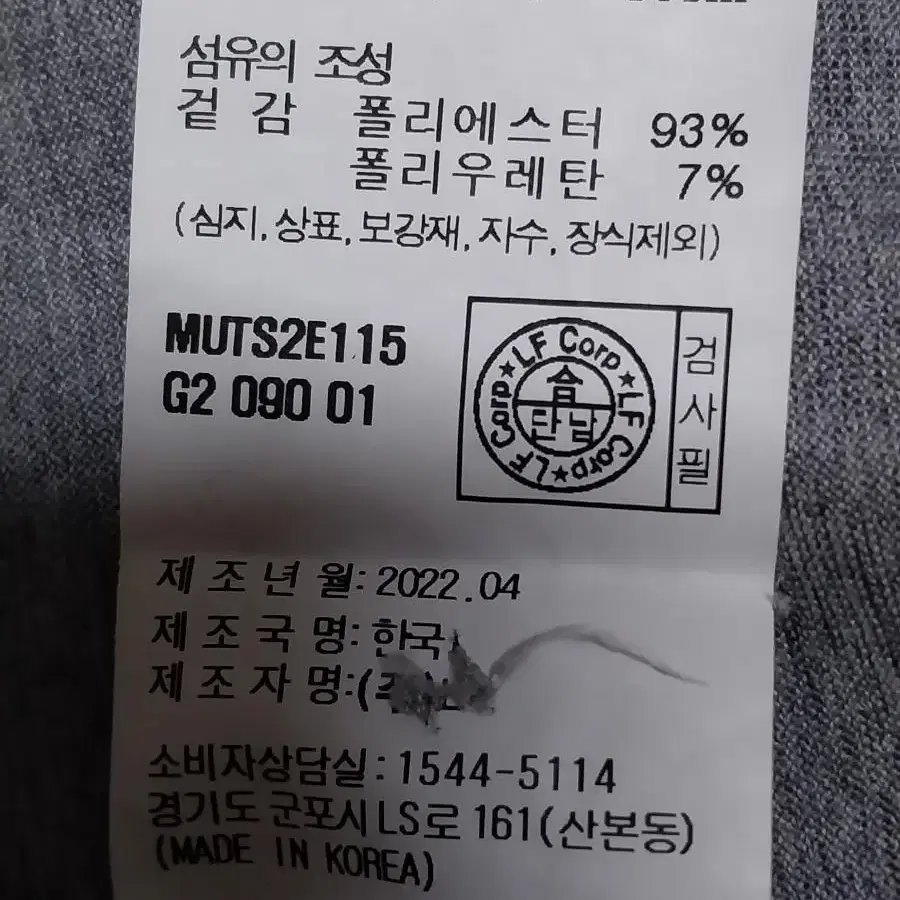 섬유의 조성
겉 감 폴리에스터 93%
폴리우레탄 7%
(심지, 상표, 보강재, 자수, 장식제외)
MUTS2E115
G2 090 01
LF Corp★LF Corp★LF Corp★
합
단남
검사필
제 조 년 월: 2022.04
제 조 국 명: 한국
제 조 자 명:(주)
소비자상담실: 1544-5114
경기도 군포시 LS로 161(산본동)
(MADE IN KOREA)